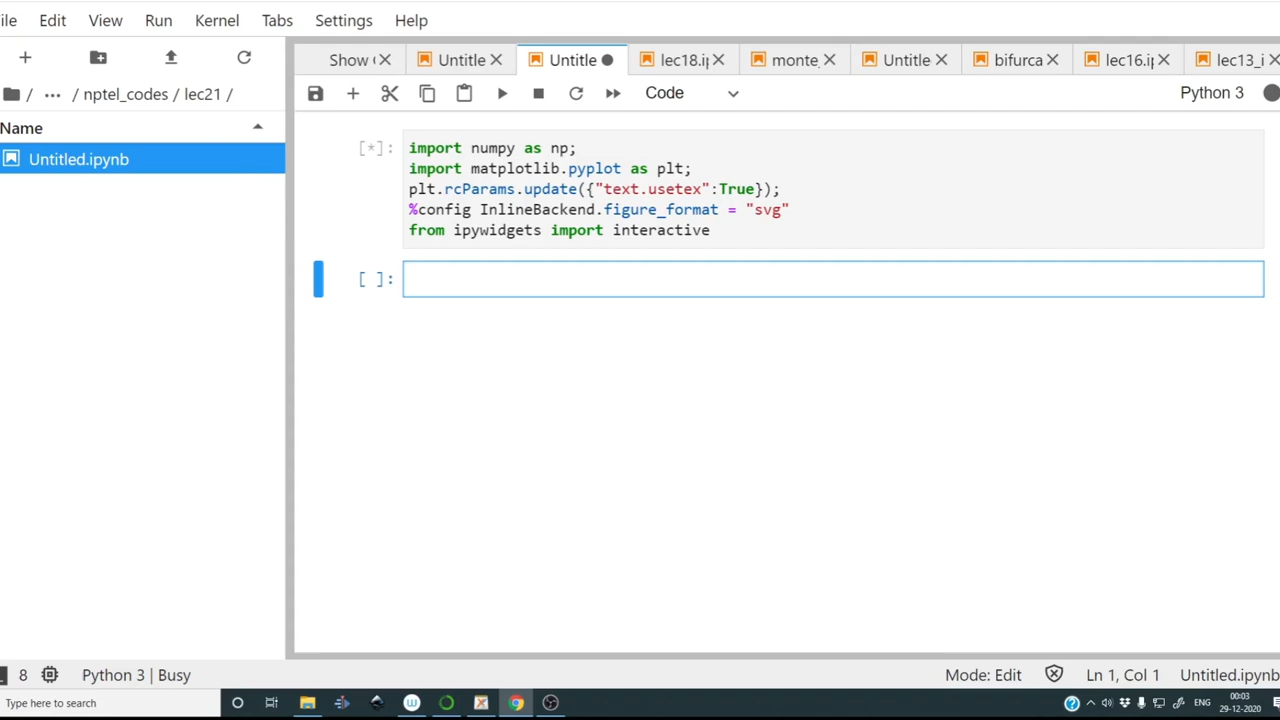 ile Edit View Run Kernel Tabs Settings Help
Show ( Untitle Untitle lec18.ip monte_ Untitle bifurca lec16.ip lec13_i
/ ... / nptel_codes / lec21 /
Code Python 3
Name
Untitled.ipynb
[*]: import numpy as np;
import matplotlib.pyplot as plt;
plt.rcParams.update({"text.usetex":True});
%config InlineBackend.figure_format = "svg"
from ipywidgets import interactive
[ ]:
8 Python 3 | Busy Mode: Edit Ln 1, Col 1 Untitled.ipynb
Type here to search ENG 00:03
29-12-2020